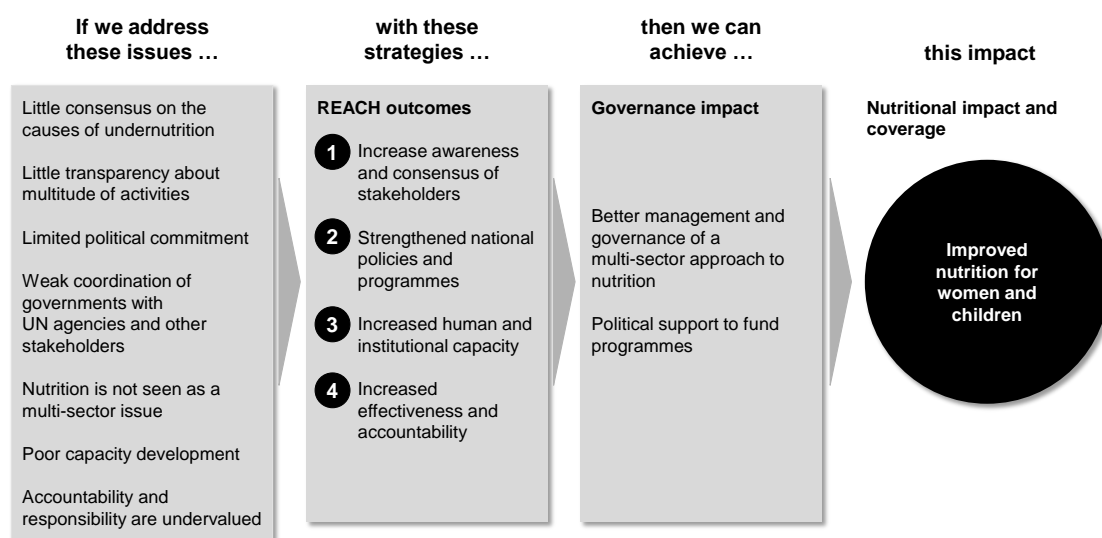 If we address
these issues …
with these
strategies …
then we can
achieve …
this impact
Little consensus on the
causes of undernutrition
Little transparency about
multitude of activities
Limited political commitment
Weak coordination of
governments with
UN agencies and other
stakeholders
Nutrition is not seen as a
multi-sector issue
Poor capacity development
Accountability and
responsibility are undervalued
REACH outcomes
1 Increase awareness
and consensus of
stakeholders
2 Strengthened national
policies and
programmes
3 Increased human and
institutional capacity
4 Increased
effectiveness and
accountability
Governance impact
Better management and
governance of a
multi-sector approach to
nutrition
Political support to fund
programmes
Nutritional impact and
coverage
Improved
nutrition for
women and
children